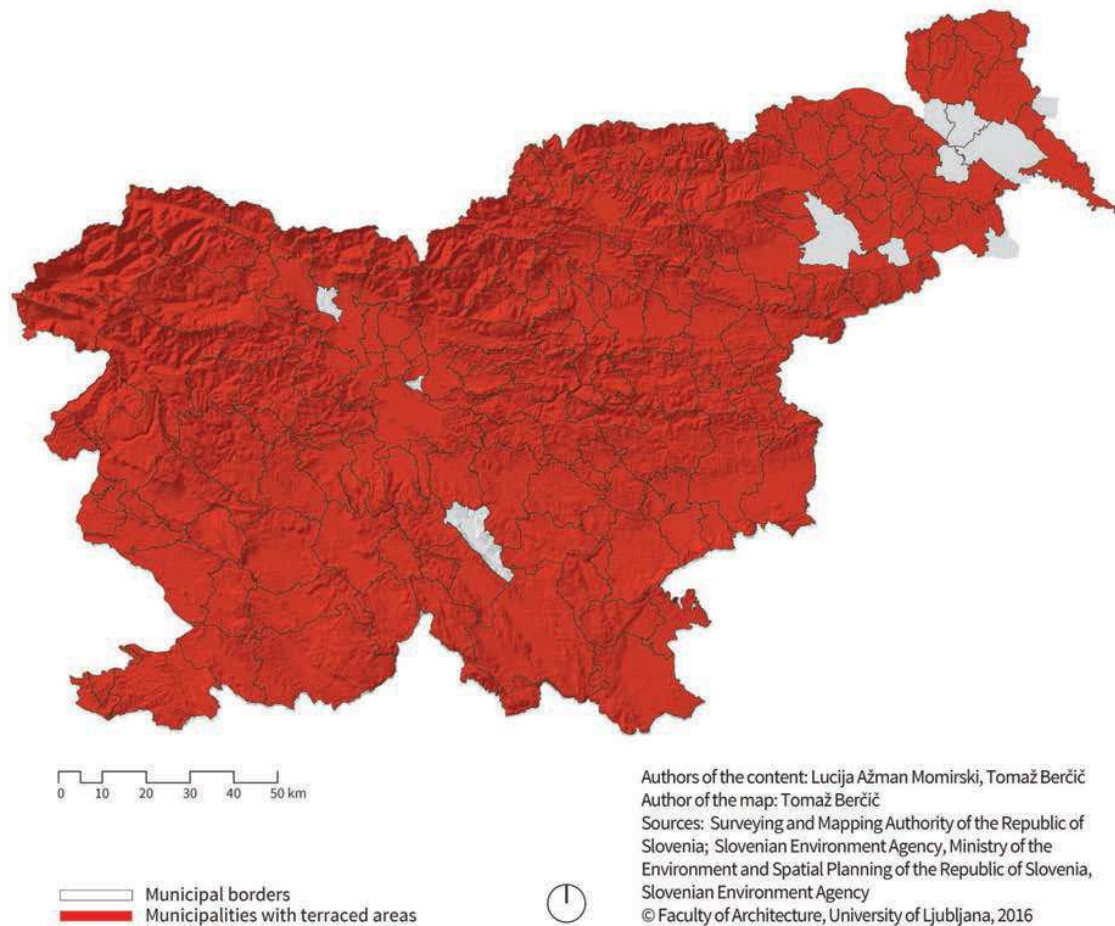 0 10 20 30 40 50 km
Municipal borders
Municipalities with terraced areas
Authors of the content: Lucija Ažman Momirski, Tomaž Berčič
Author of the map: Tomaž Berčič
Sources: Surveying and Mapping Authority of the Republic of
Slovenia; Slovenian Environment Agency, Ministry of the
Environment and Spatial Planning of the Republic of Slovenia,
Slovenian Environment Agency
© Faculty of Architecture, University of Ljubljana, 2016